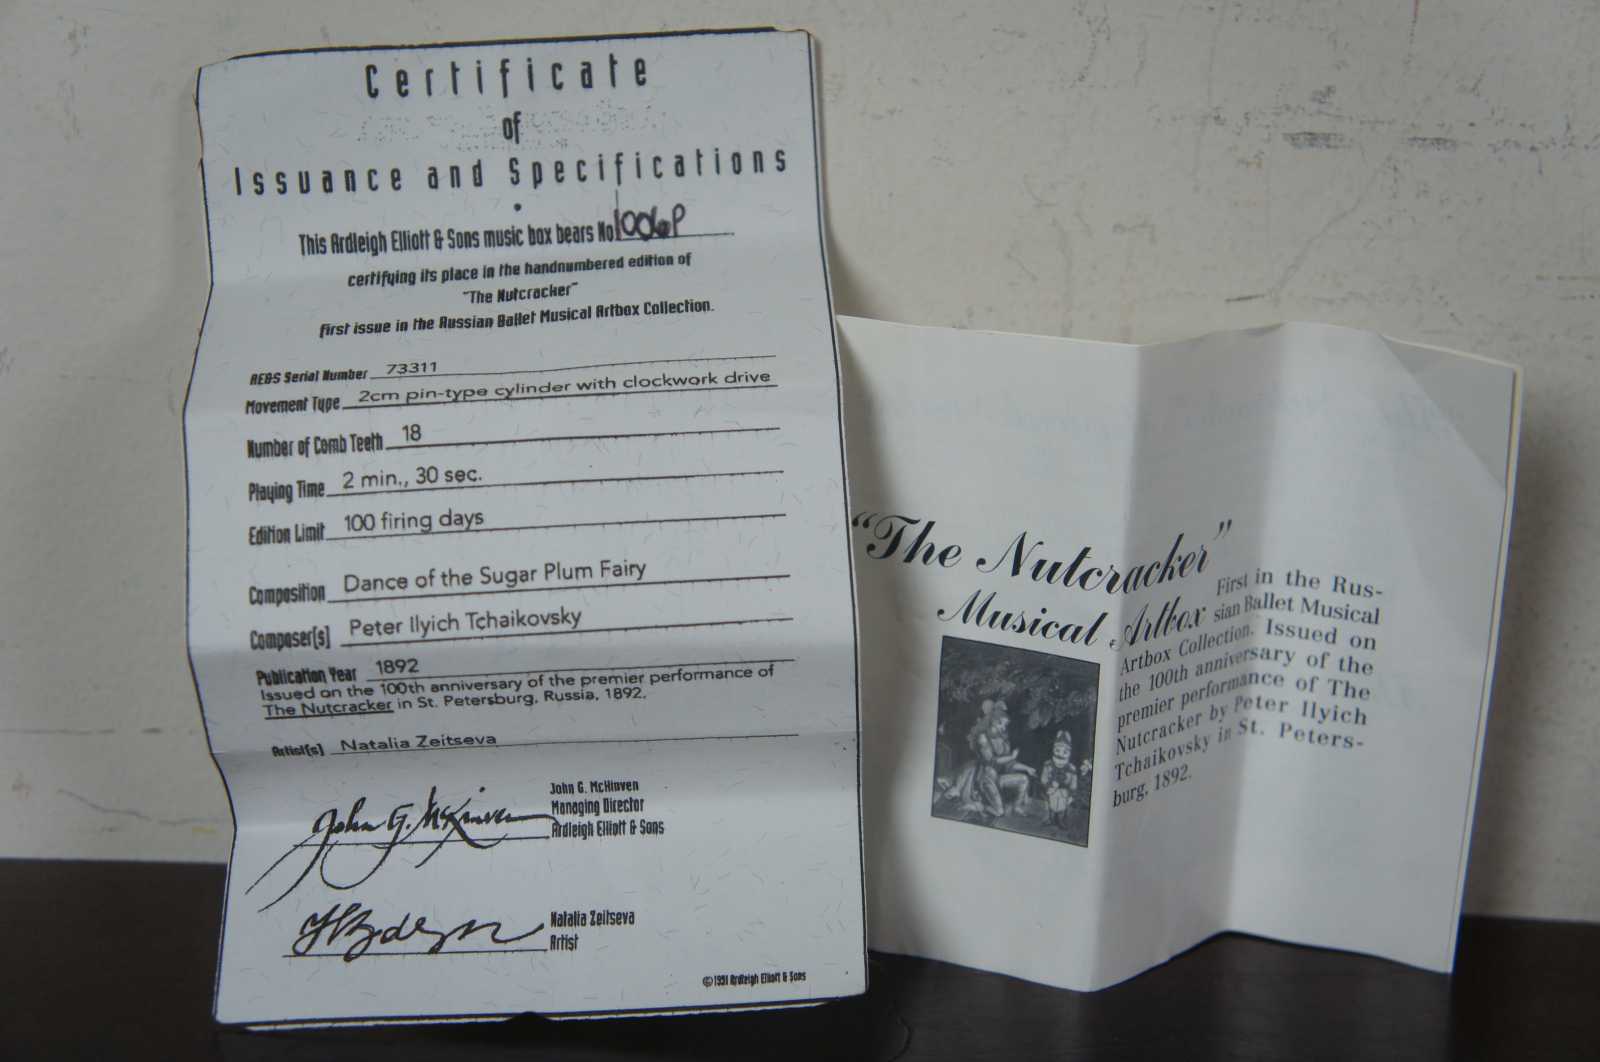 Certificate
of
Issuance and Specifications
This Ardleigh Elliott & Sons music box bears No 1006P
certifying its place in the handnumbered edition of
"The Nutcracker"
first issue in the Russian Ballet Musical Artbox Collection.
AE&S Serial Number 73311
Movement Type 2cm pin-type cylinder with clockwork drive
Number of Comb Teeth 18
Playing Time 2 min., 30 sec.
Edition Limit 100 firing days
Composition Dance of the Sugar Plum Fairy
Composer(s) Peter Ilyich Tchaikovsky
Publication Year 1892
Issued on the 100th anniversary of the premier performance of
The Nutcracker in St. Petersburg, Russia, 1892.
Artist(s) Natalia Zeitseva
John G. McKinven
John G. McKinven
Managing Director
Ardleigh Elliott & Sons
Natalia Zeitseva
Artist
©1991 Ardleigh Elliott & Sons
"The Nutcracker"
Musical Artbox
First in the Rus-
sian Ballet Musical
Artbox Collection. Issued on
the 100th anniversary of the
premier performance of The
Nutcracker by Peter Ilyich
Tchaikovsky in St. Peters-
burg, 1892.